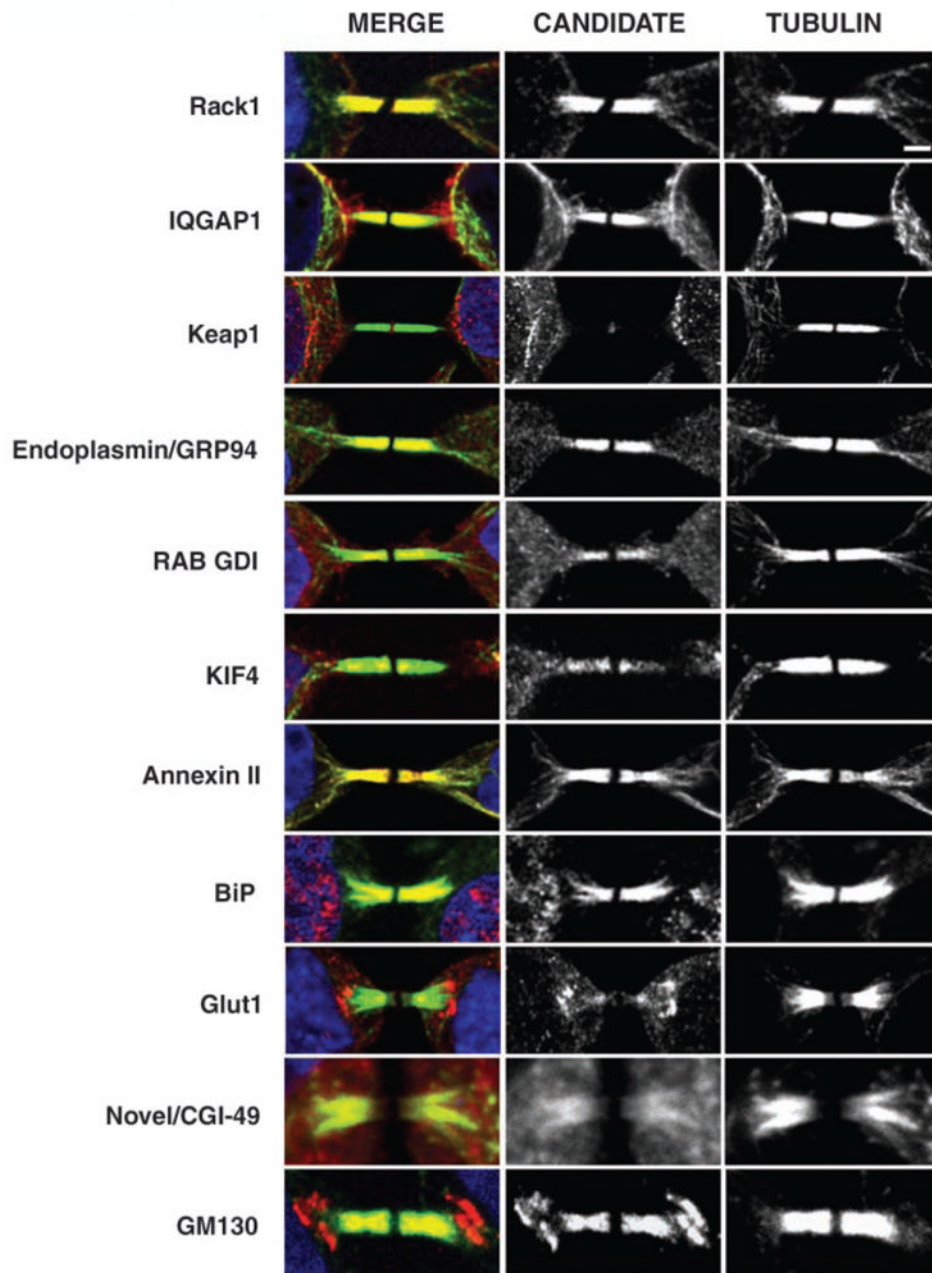 MERGE CANDIDATE TUBULIN
Rack1
IQGAP1
Keap1
Endoplasmin/GRP94
RAB GDI
KIF4
Annexin II
BiP
Glut1
Novel/CGI-49
GM130